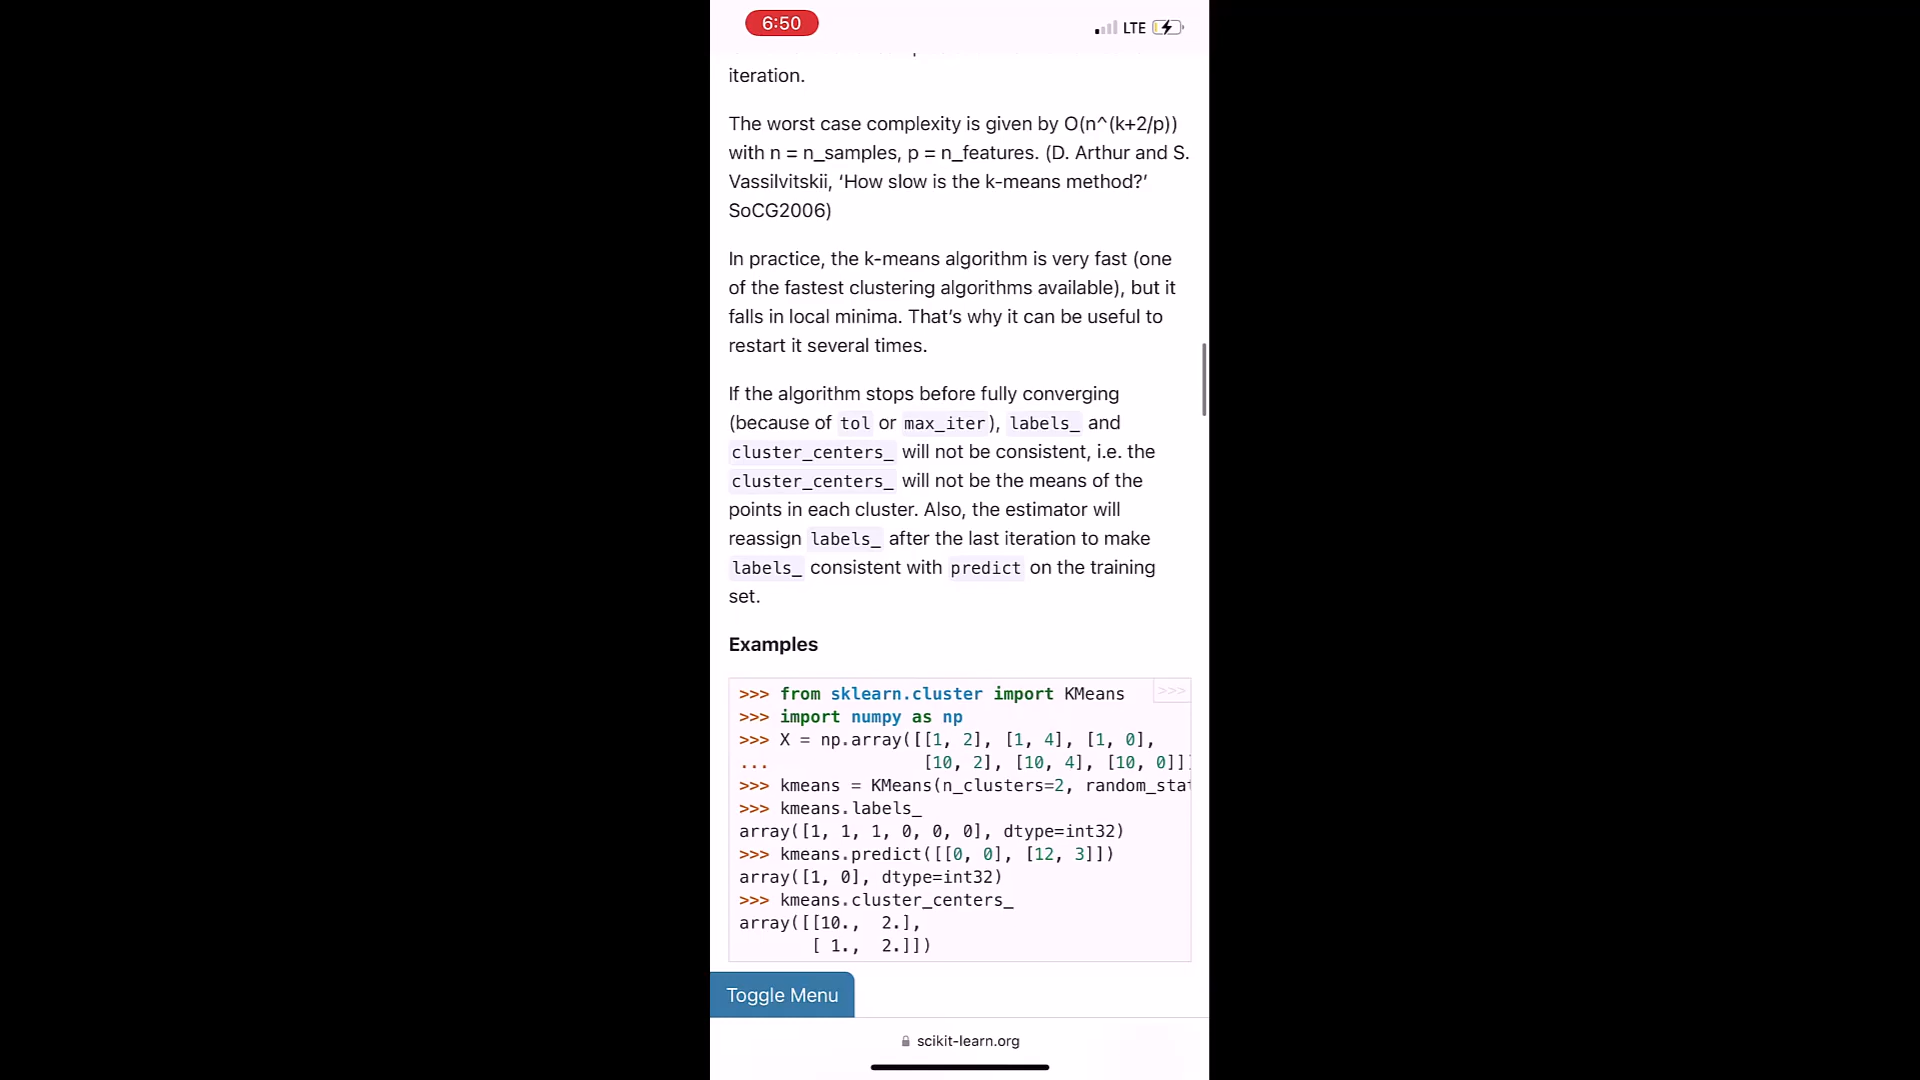 6:50
LTE
iteration.
The worst case complexity is given by O(n^(k+2/p))
with n = n_samples, p = n_features. (D. Arthur and S.
Vassilvitskii, ‘How slow is the k-means method?’
SoCG2006)
In practice, the k-means algorithm is very fast (one
of the fastest clustering algorithms available), but it
falls in local minima. That’s why it can be useful to
restart it several times.
If the algorithm stops before fully converging
(because of tol or max_iter), labels_ and
cluster_centers_ will not be consistent, i.e. the
cluster_centers_ will not be the means of the
points in each cluster. Also, the estimator will
reassign labels_ after the last iteration to make
labels_ consistent with predict on the training
set.
Examples
>>>
>>> from sklearn.cluster import KMeans
>>> import numpy as np
>>> X = np.array([[1, 2], [1, 4], [1, 0],
...               [10, 2], [10, 4], [10, 0]]
>>> kmeans = KMeans(n_clusters=2, random_sta
>>> kmeans.labels_
array([1, 1, 1, 0, 0, 0], dtype=int32)
>>> kmeans.predict([[0, 0], [12, 3]])
array([1, 0], dtype=int32)
>>> kmeans.cluster_centers_
array([[10.,  2.],
       [ 1.,  2.]])
Toggle Menu
scikit-learn.org